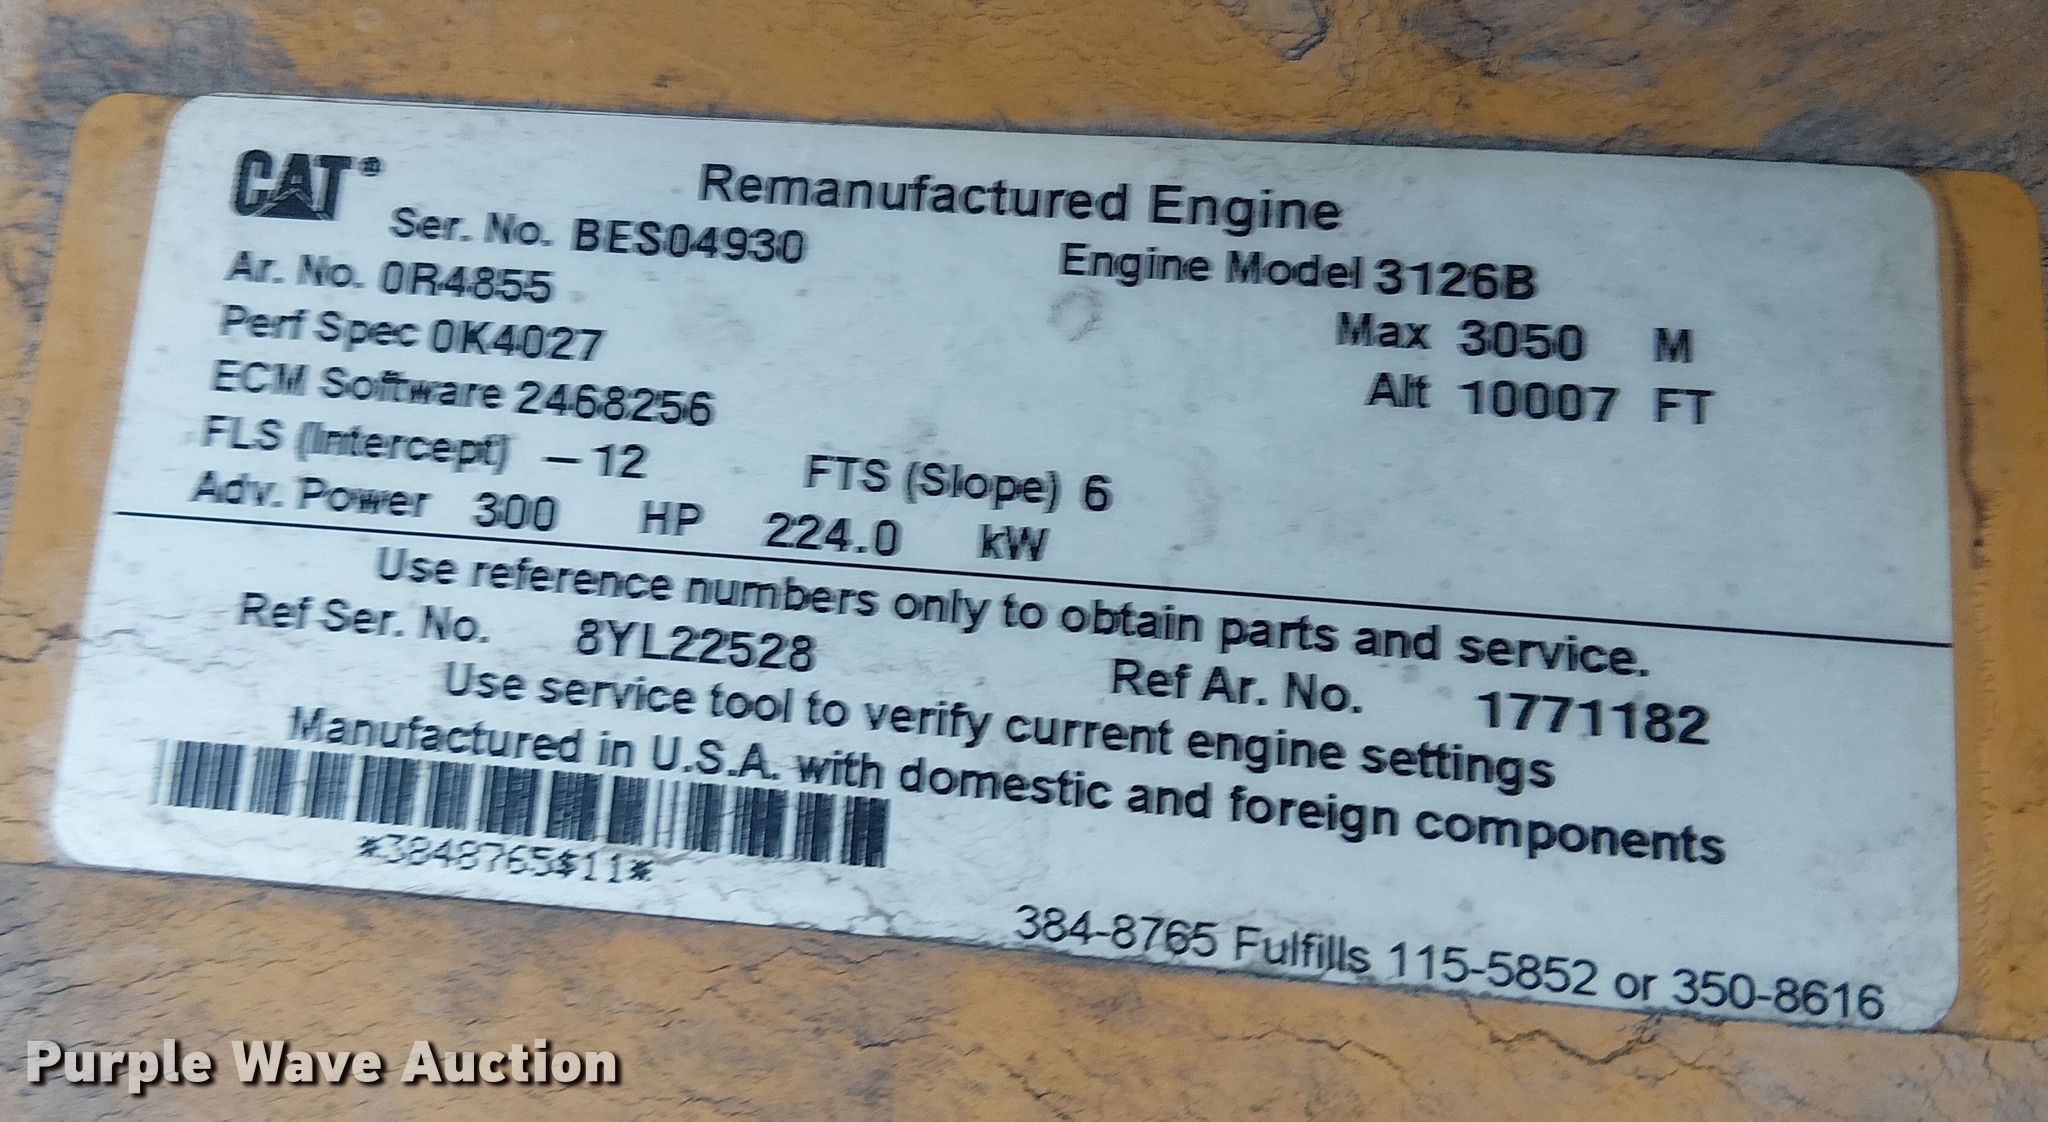 CAT®
Remanufactured Engine
Ser. No. BES04930
Engine Model 3126B
Ar. No. 0R4855
Max 3050 M
Perf Spec 0K4027
Alt 10007 FT
ECM Software 2468256
FLS (Intercept) -12 FTS (Slope) 6
Adv. Power 300 HP 224.0 kW
Use reference numbers only to obtain parts and service.
Ref Ser. No. 8YL22528 Ref Ar. No. 1771182
Use service tool to verify current engine settings
Manufactured in U.S.A. with domestic and foreign components
*3848765$11*
384-8765 Fulfills 115-5852 or 350-8616
Purple Wave Auction